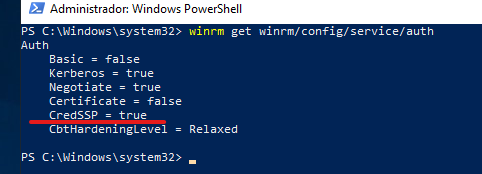 Administrador: Windows PowerShell
PS C:\Windows\system32> winrm get winrm/config/service/auth
Auth
    Basic = false
    Kerberos = true
    Negotiate = true
    Certificate = false
    CredSSP = true
    CbtHardeningLevel = Relaxed

PS C:\Windows\system32>